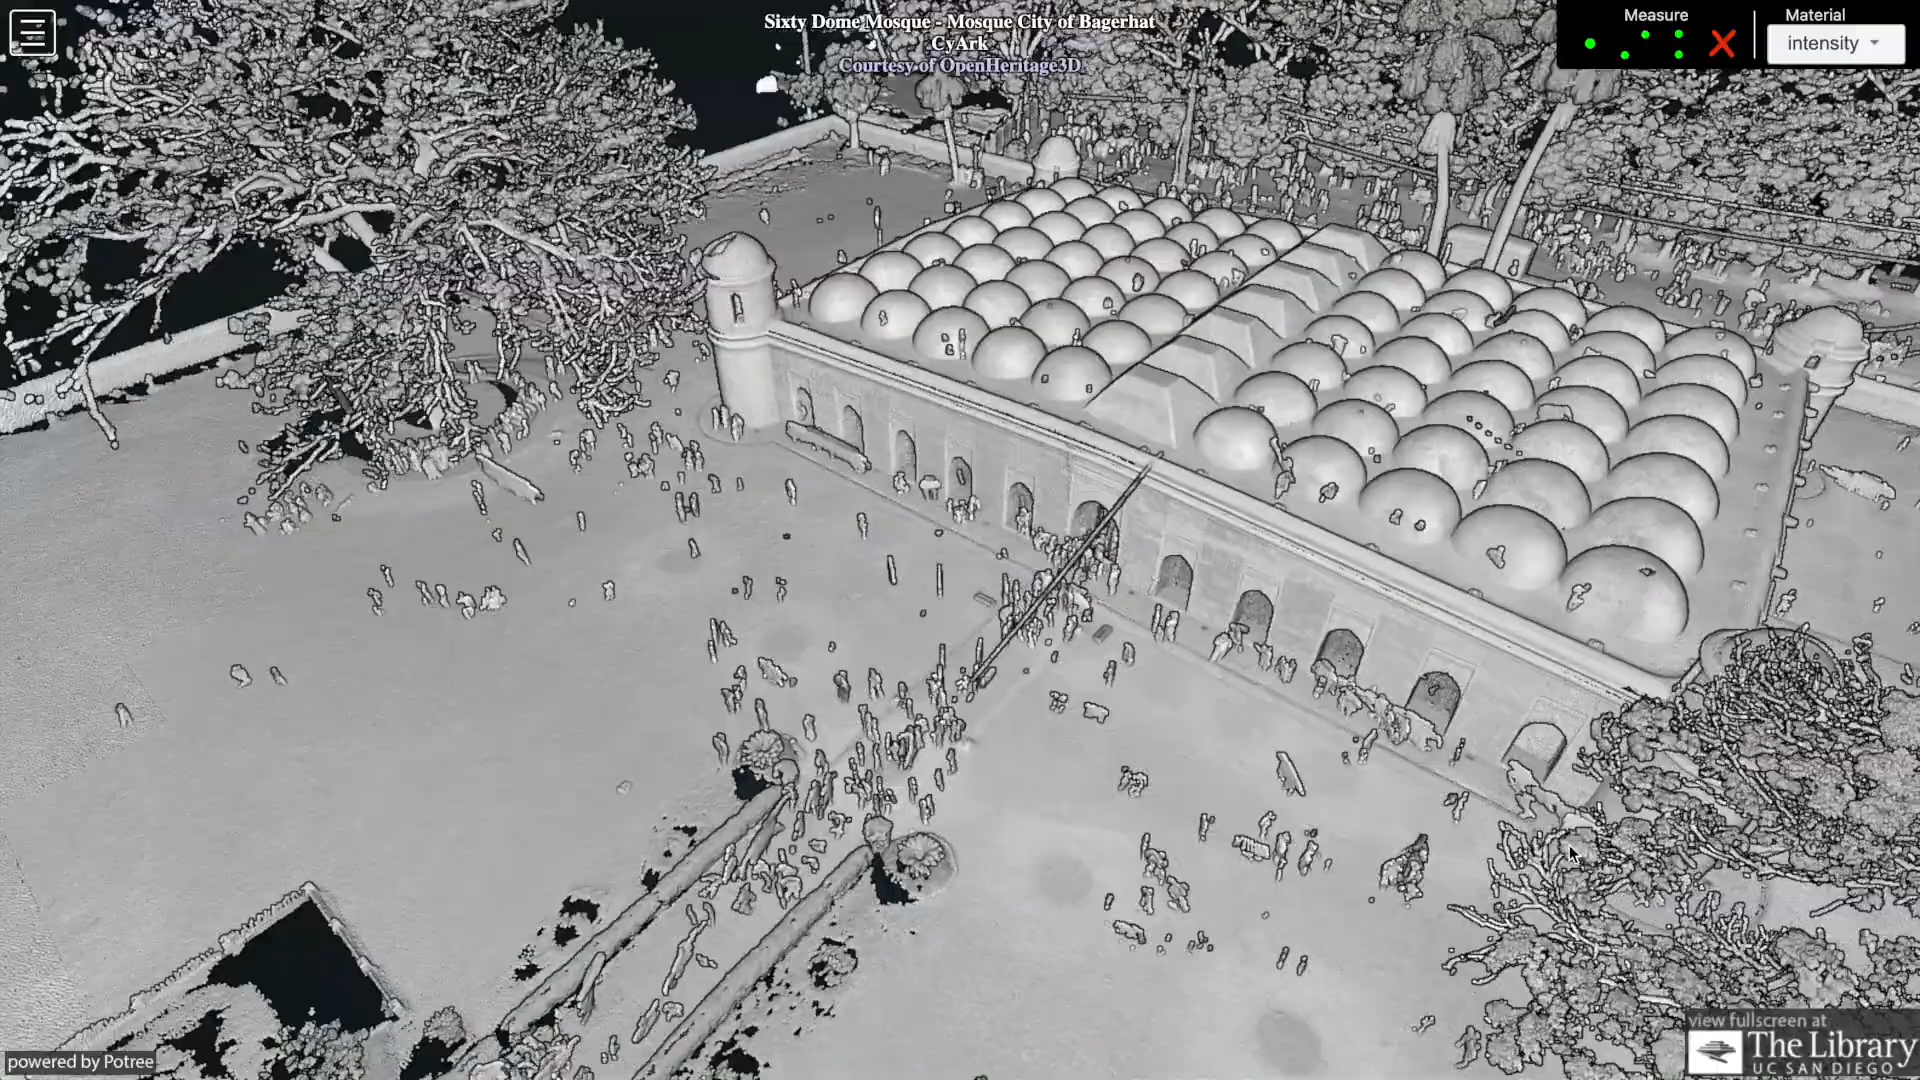 Sixty Dome Mosque - Mosque City of Bagerhat
CyArk
Courtesy of OpenHeritage3D
Measure
Material
intensity
powered by Potree
view fullscreen at
The Library
UC SAN DIEGO